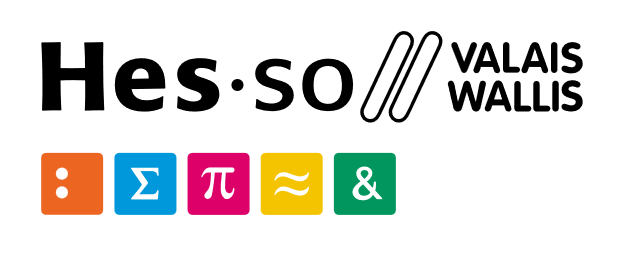 Hes·so
VALAIS
WALLIS
: Σ π ≈ &